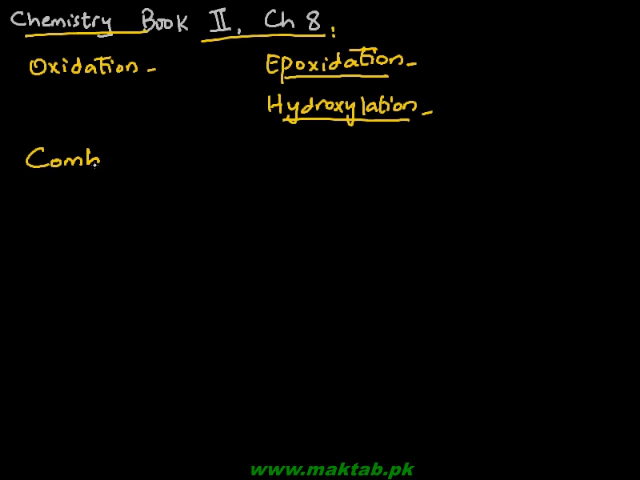 Chemistry Book II, Ch 8:
Oxidation - Epoxidation -
Hydroxylation -
Comb
www.maktab.pk